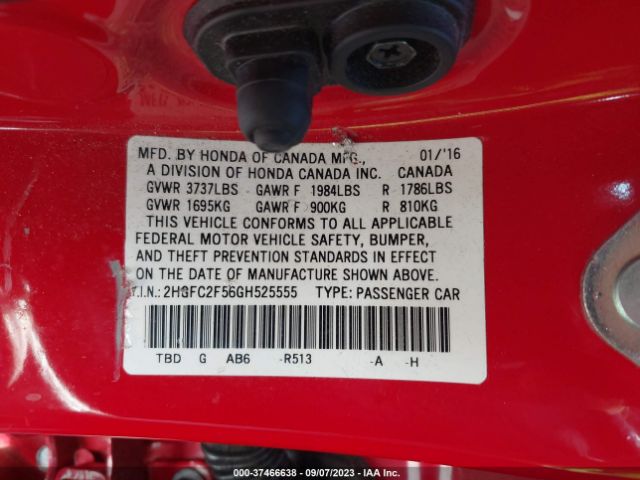 MFD. BY HONDA OF CANADA MFG., 01/'16
A DIVISION OF HONDA CANADA INC. CANADA
GVWR 3737LBS GAWR F 1984LBS R 1786LBS
GVWR 1695KG GAWR F 900KG R 810KG
THIS VEHICLE CONFORMS TO ALL APPLICABLE
FEDERAL MOTOR VEHICLE SAFETY, BUMPER,
AND THEFT PREVENTION STANDARDS IN EFFECT
ON THE DATE OF MANUFACTURE SHOWN ABOVE.
V.I.N.: 2HGFC2F56GH525555 TYPE: PASSENGER CAR
TBD G AB6 -R513 -A -H
000-37466638 - 09/07/2023 - IAA Inc.